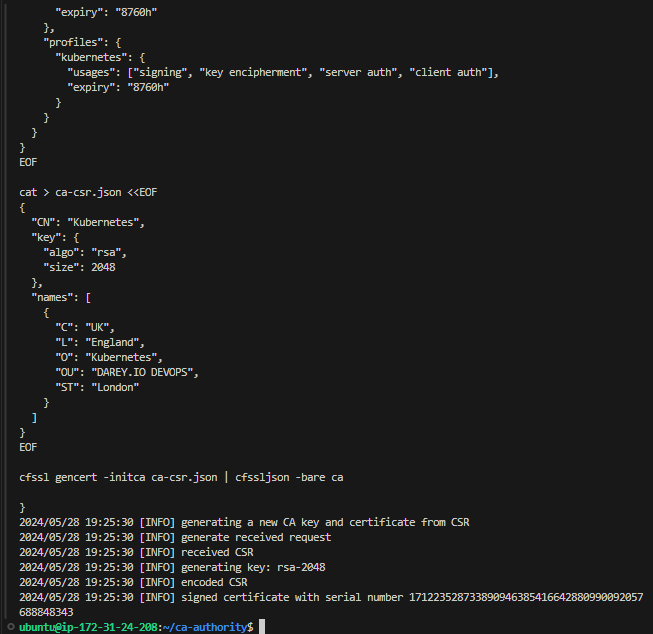 "expiry": "8760h"
    },
    "profiles": {
      "kubernetes": {
        "usages": ["signing", "key encipherment", "server auth", "client auth"],
        "expiry": "8760h"
      }
    }
  }
}
EOF

cat > ca-csr.json <<EOF
{
  "CN": "Kubernetes",
  "key": {
    "algo": "rsa",
    "size": 2048
  },
  "names": [
    {
      "C": "UK",
      "L": "England",
      "O": "Kubernetes",
      "OU": "DAREY.IO DEVOPS",
      "ST": "London"
    }
  ]
}
EOF

cfssl gencert -initca ca-csr.json | cfssljson -bare ca

}
2024/05/28 19:25:30 [INFO] generating a new CA key and certificate from CSR
2024/05/28 19:25:30 [INFO] generate received request
2024/05/28 19:25:30 [INFO] received CSR
2024/05/28 19:25:30 [INFO] generating key: rsa-2048
2024/05/28 19:25:30 [INFO] encoded CSR
2024/05/28 19:25:30 [INFO] signed certificate with serial number 171223528733890946385416642880990092057
688848343
ubuntu@ip-172-31-24-208:~/ca-authority$